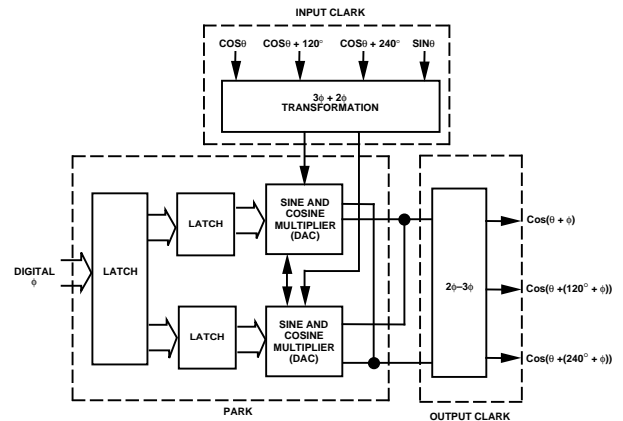 INPUT CLARK
COSθ COSθ + 120° COSθ + 240° SINθ
3ϕ + 2ϕ
TRANSFORMATION
DIGITAL
ϕ
LATCH
LATCH
SINE AND
COSINE
MULTIPLIER
(DAC)
LATCH
SINE AND
COSINE
MULTIPLIER
(DAC)
2ϕ–3ϕ
Cos(θ + ϕ)
Cos(θ +(120° + ϕ))
Cos(θ +(240° + ϕ))
PARK
OUTPUT CLARK